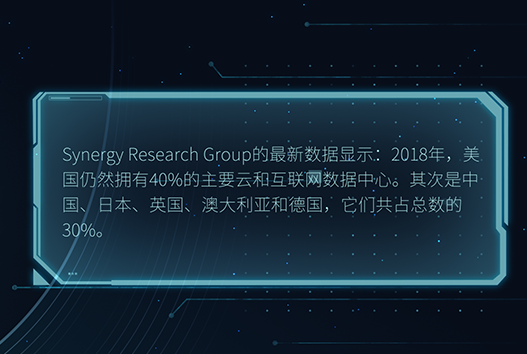 Synergy Research Group的最新数据显示：2018年，美
国仍然拥有40%的主要云和互联网数据中心。其次是中
国、日本、英国、澳大利亚和德国，它们共占总数的
30%。